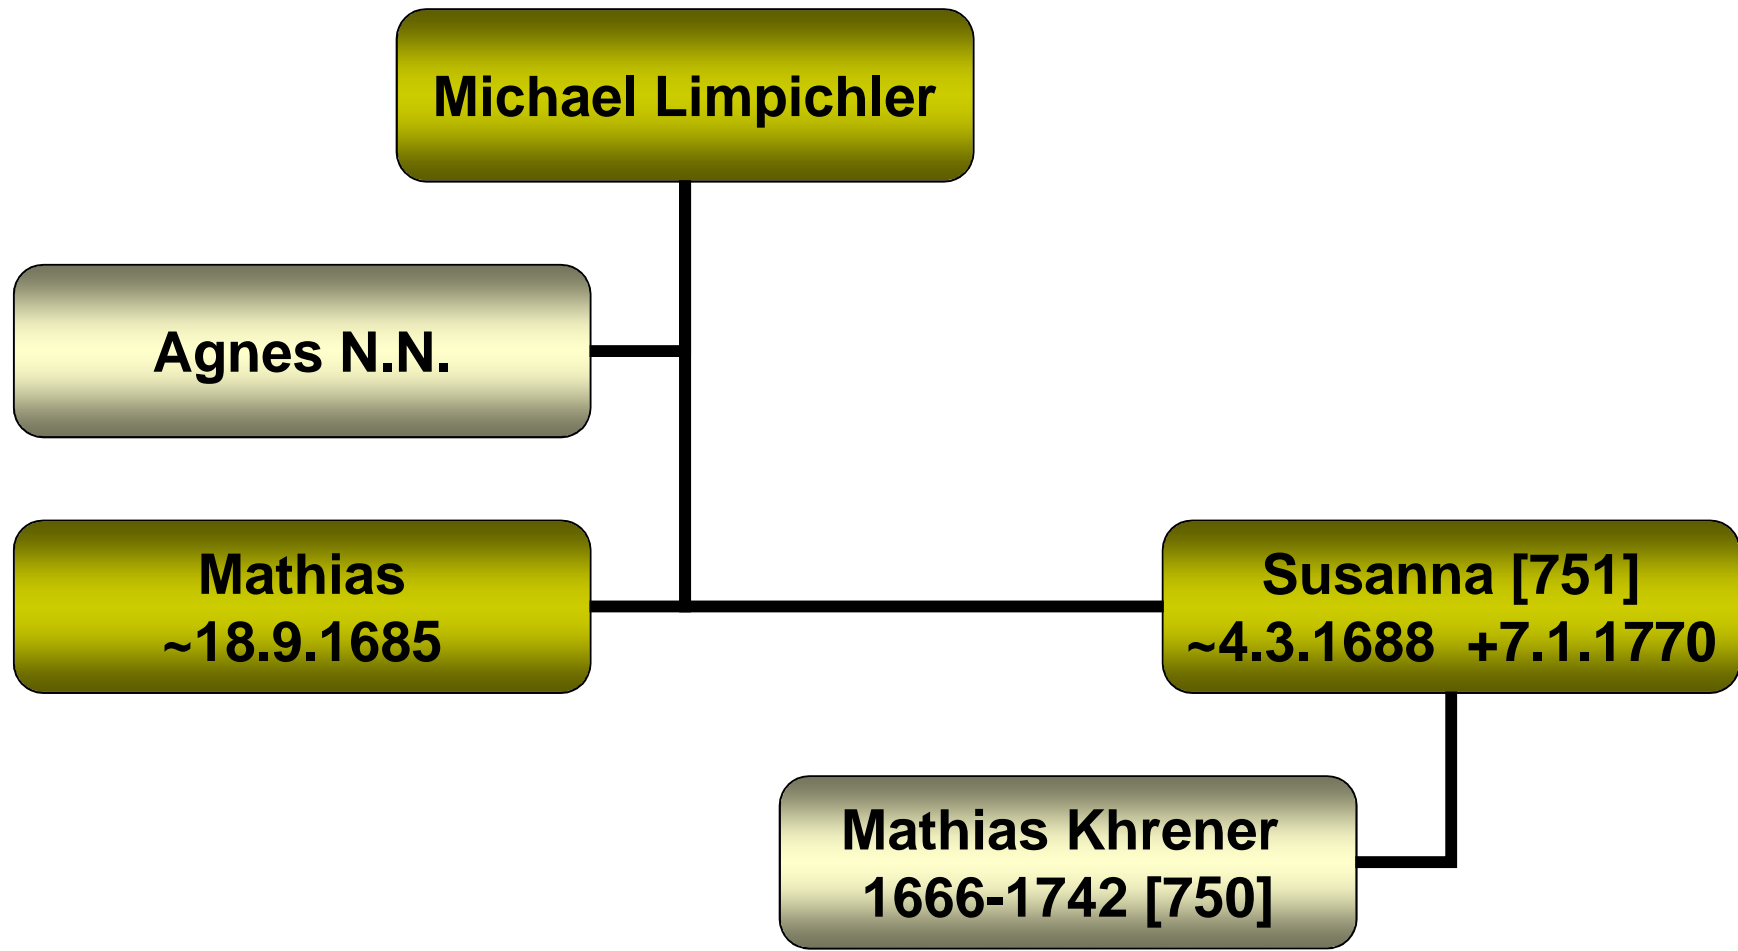 Michael Limpichler
Agnes N.N.
Mathias
~18.9.1685
Susanna [751]
~4.3.1688 +7.1.1770
Mathias Khrener
1666-1742 [750]